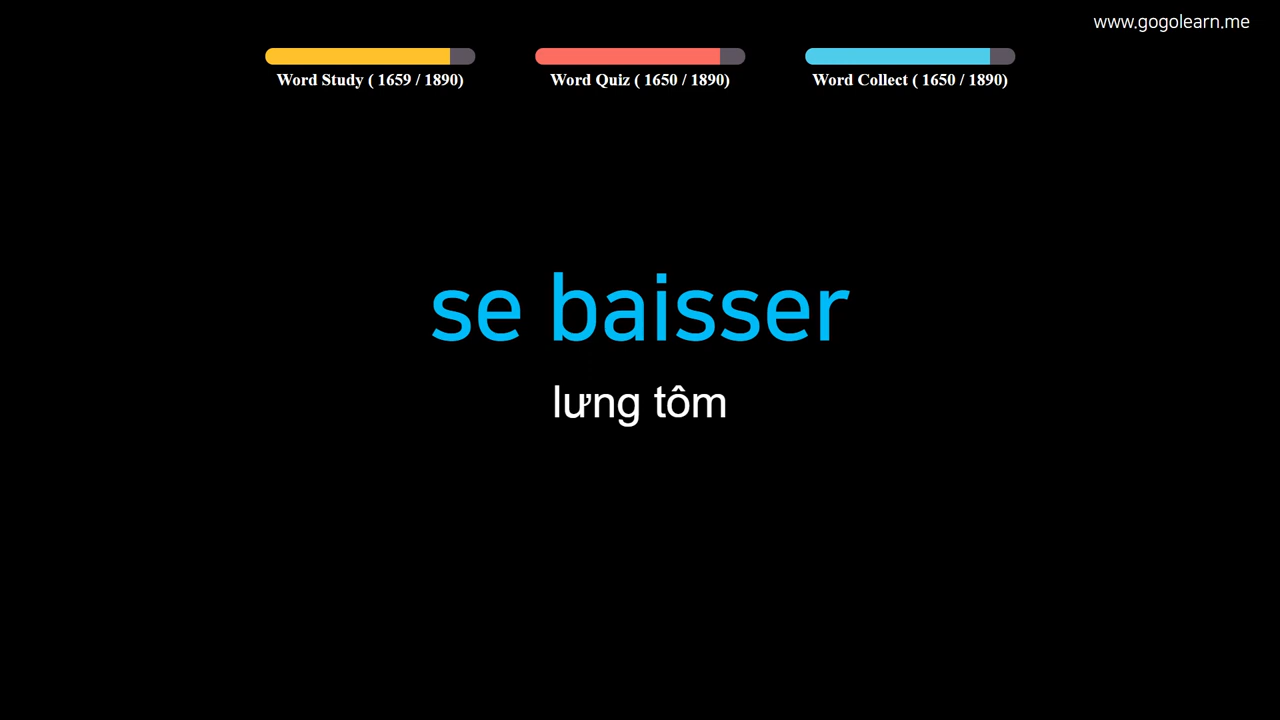 www.gogolearn.me
Word Study ( 1659 / 1890)
Word Quiz ( 1650 / 1890)
Word Collect ( 1650 / 1890)
se baisser
lưng tôm